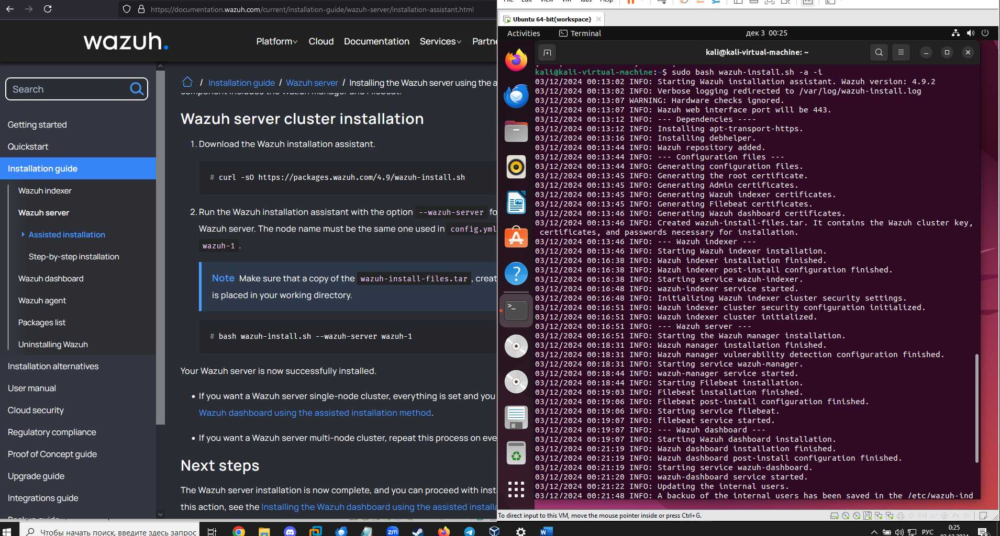 https://documentation.wazuh.com/current/installation-guide/wazuh-server/installation-assistant.html
wazuh.
Platform
Cloud
Documentation
Services
Partne
Search
Getting started
Quickstart
Installation guide
Wazuh indexer
Wazuh server
Assisted installation
Step-by-step installation
Wazuh dashboard
Wazuh agent
Packages list
Uninstalling Wazuh
Installation alternatives
User manual
Cloud security
Regulatory compliance
Proof of Concept guide
Upgrade guide
Integrations guide
Backup guide
/ Installation guide / Wazuh server / Installing the Wazuh server using the a
component includes the Wazuh manager and Filebeat.
Wazuh server cluster installation
1. Download the Wazuh installation assistant.
# curl -sO https://packages.wazuh.com/4.9/wazuh-install.sh
2. Run the Wazuh installation assistant with the option --wazuh-server fo
Wazuh server. The node name must be the same one used in config.yml
wazuh-1 .
Note Make sure that a copy of the wazuh-install-files.tar , creat
is placed in your working directory.
# bash wazuh-install.sh --wazuh-server wazuh-1
Your Wazuh server is now successfully installed.
• If you want a Wazuh server single-node cluster, everything is set and you
Wazuh dashboard using the assisted installation method.
• If you want a Wazuh server multi-node cluster, repeat this process on eve
Next steps
The Wazuh server installation is now complete, and you can proceed with inst
this action, see the Installing the Wazuh dashboard using the assisted installa
File Edit View VM Tabs Help
Ubuntu 64-bit(workspace)
Activities
Terminal
дек 3 00:25
kali@kali-virtual-machine: ~
kali@kali-virtual-machine:~$ sudo bash wazuh-install.sh -a -i
03/12/2024 00:13:02 INFO: Starting Wazuh installation assistant. Wazuh version: 4.9.2
03/12/2024 00:13:02 INFO: Verbose logging redirected to /var/log/wazuh-install.log
03/12/2024 00:13:07 WARNING: Hardware checks ignored.
03/12/2024 00:13:07 INFO: Wazuh web interface port will be 443.
03/12/2024 00:13:12 INFO: --- Dependencies ----
03/12/2024 00:13:12 INFO: Installing apt-transport-https.
03/12/2024 00:13:16 INFO: Installing debhelper.
03/12/2024 00:13:44 INFO: Wazuh repository added.
03/12/2024 00:13:44 INFO: --- Configuration files ---
03/12/2024 00:13:44 INFO: Generating configuration files.
03/12/2024 00:13:45 INFO: Generating the root certificate.
03/12/2024 00:13:45 INFO: Generating Admin certificates.
03/12/2024 00:13:45 INFO: Generating Wazuh indexer certificates.
03/12/2024 00:13:45 INFO: Generating Filebeat certificates.
03/12/2024 00:13:46 INFO: Generating Wazuh dashboard certificates.
03/12/2024 00:13:46 INFO: Created wazuh-install-files.tar. It contains the Wazuh cluster key,
certificates, and passwords necessary for installation.
03/12/2024 00:13:46 INFO: --- Wazuh indexer ---
03/12/2024 00:13:46 INFO: Starting Wazuh indexer installation.
03/12/2024 00:16:38 INFO: Wazuh indexer installation finished.
03/12/2024 00:16:38 INFO: Wazuh indexer post-install configuration finished.
03/12/2024 00:16:38 INFO: Starting service wazuh-indexer.
03/12/2024 00:16:48 INFO: wazuh-indexer service started.
03/12/2024 00:16:48 INFO: Initializing Wazuh indexer cluster security settings.
03/12/2024 00:16:51 INFO: Wazuh indexer cluster security configuration initialized.
03/12/2024 00:16:51 INFO: Wazuh indexer cluster initialized.
03/12/2024 00:16:51 INFO: --- Wazuh server ---
03/12/2024 00:16:51 INFO: Starting the Wazuh manager installation.
03/12/2024 00:18:31 INFO: Wazuh manager installation finished.
03/12/2024 00:18:31 INFO: Wazuh manager vulnerability detection configuration finished.
03/12/2024 00:18:31 INFO: Starting service wazuh-manager.
03/12/2024 00:18:44 INFO: wazuh-manager service started.
03/12/2024 00:18:44 INFO: Starting Filebeat installation.
03/12/2024 00:19:03 INFO: Filebeat installation finished.
03/12/2024 00:19:06 INFO: Filebeat post-install configuration finished.
03/12/2024 00:19:06 INFO: Starting service filebeat.
03/12/2024 00:19:07 INFO: filebeat service started.
03/12/2024 00:19:07 INFO: --- Wazuh dashboard ---
03/12/2024 00:19:07 INFO: Starting Wazuh dashboard installation.
03/12/2024 00:21:19 INFO: Wazuh dashboard installation finished.
03/12/2024 00:21:19 INFO: Wazuh dashboard post-install configuration finished.
03/12/2024 00:21:19 INFO: Starting service wazuh-dashboard.
03/12/2024 00:21:20 INFO: wazuh-dashboard service started.
03/12/2024 00:21:22 INFO: Updating the internal users.
03/12/2024 00:21:48 INFO: A backup of the internal users has been saved in the /etc/wazuh-ind
To direct input to this VM, move the mouse pointer inside or press Ctrl+G.
Чтобы начать поиск, введите здесь запрос
zm
РУС
0:25
03.12.2024